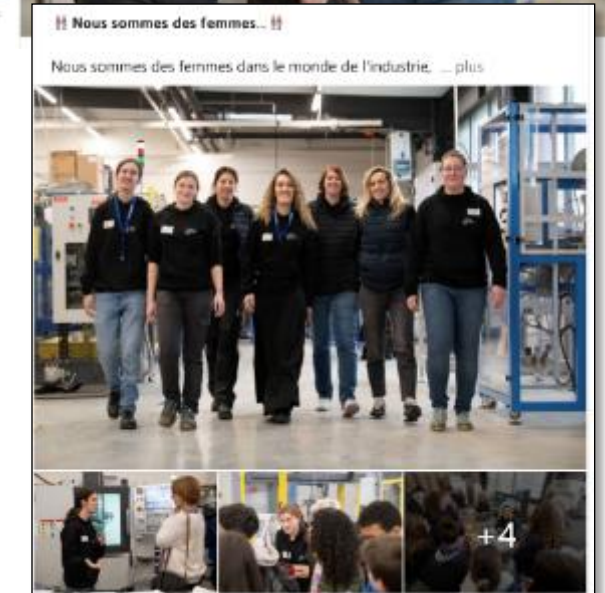 👭 Nous sommes des femmes... 👭
Nous sommes des femmes dans le monde de l'industrie, ... plus
+4